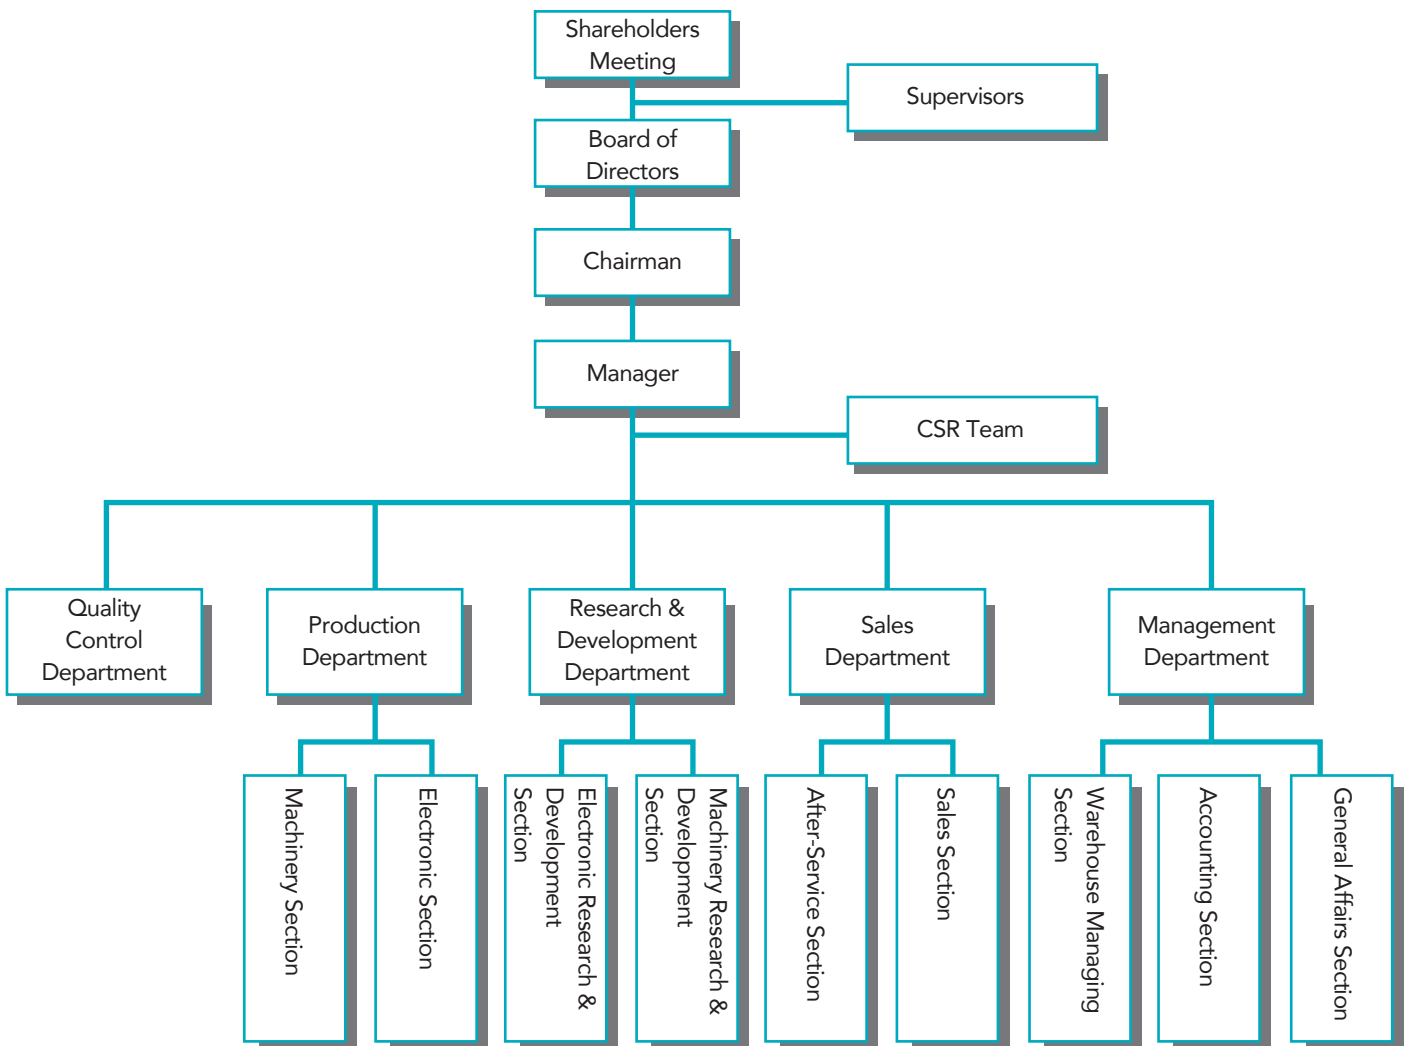 Shareholders
Meeting
Supervisors
Board of
Directors
Chairman
Manager
CSR Team
Quality
Control
Department
Production
Department
Research &
Development
Department
Sales
Department
Management
Department
Machinery Section
Electronic Section
Electronic Research &
Development
Section
Machinery Research &
Development
Section
After-Service Section
Sales Section
Warehouse Managing
Section
Accounting Section
General Affairs Section